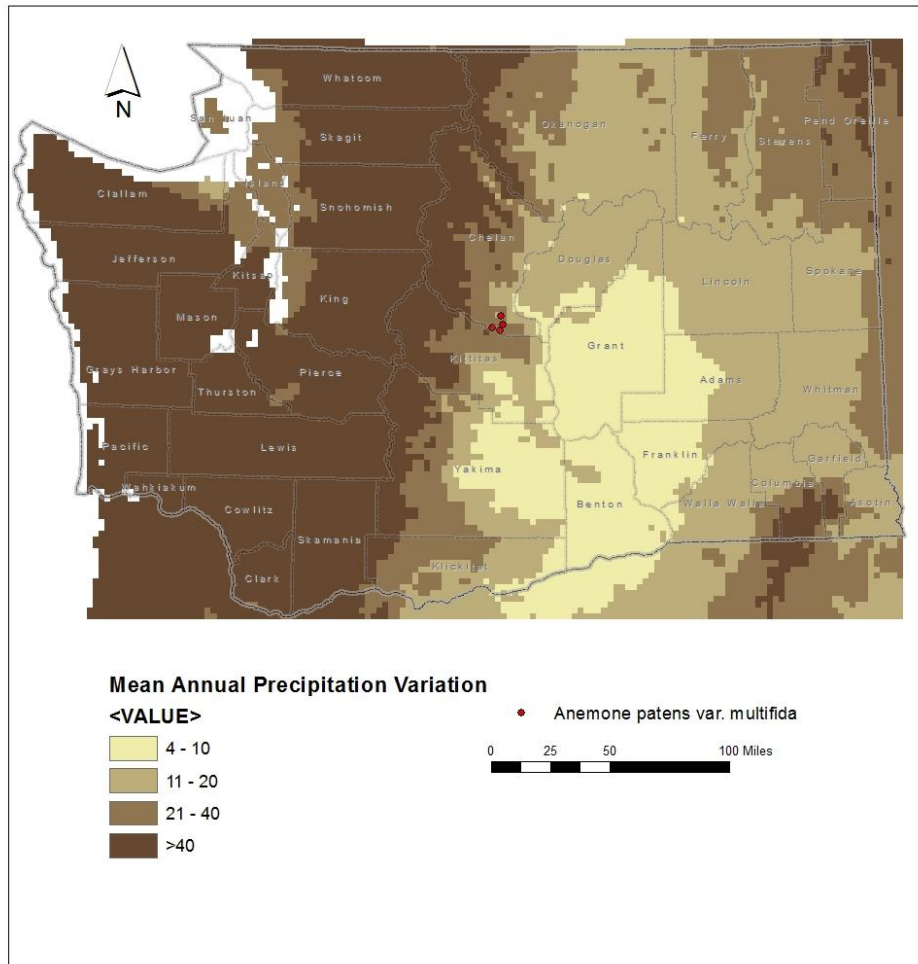 N
Whatcom
San Juan
Okanogan
Pend Oreille
Ferry
Skagit
Stevens
Clallam
Island
Snohomish
Chelan
Jefferson
Douglas
Kitsap
Lincoln
Spokane
King
Mason
Grant
Kittitas
Grays Harbor
Pierce
Adams
Thurston
Whitman
Pacific
Lewis
Franklin
Garfield
Yakima
Columbia
Wahkiakum
Benton
Walla Walla
Asotin
Cowlitz
Skamania
Klickitat
Clark
Mean Annual Precipitation Variation
<VALUE>
4 - 10
11 - 20
21 - 40
>40
Anemone patens var. multifida
0 25 50 100 Miles